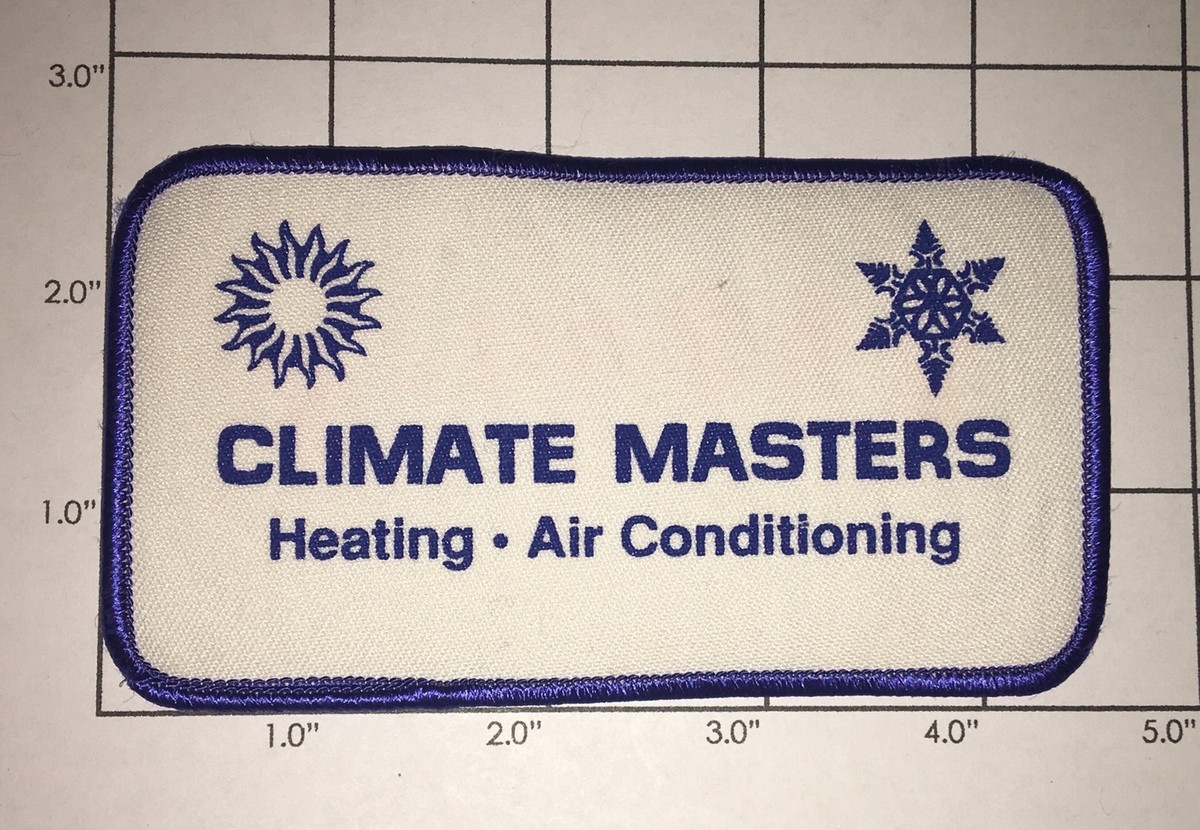 3.0"
2.0"
CLIMATE MASTERS
1.0"
Heating • Air Conditioning
1.0" 2.0" 3.0" 4.0" 5.0"